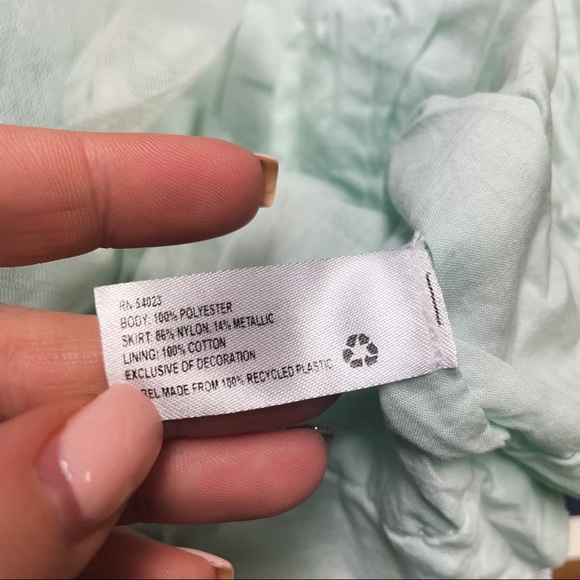 RN 54023
BODY: 100% POLYESTER
SKIRT: 86% NYLON, 14% METALLIC
LINING: 100% COTTON
EXCLUSIVE OF DECORATION
MADE FROM 100% RECYCLED PLASTIC